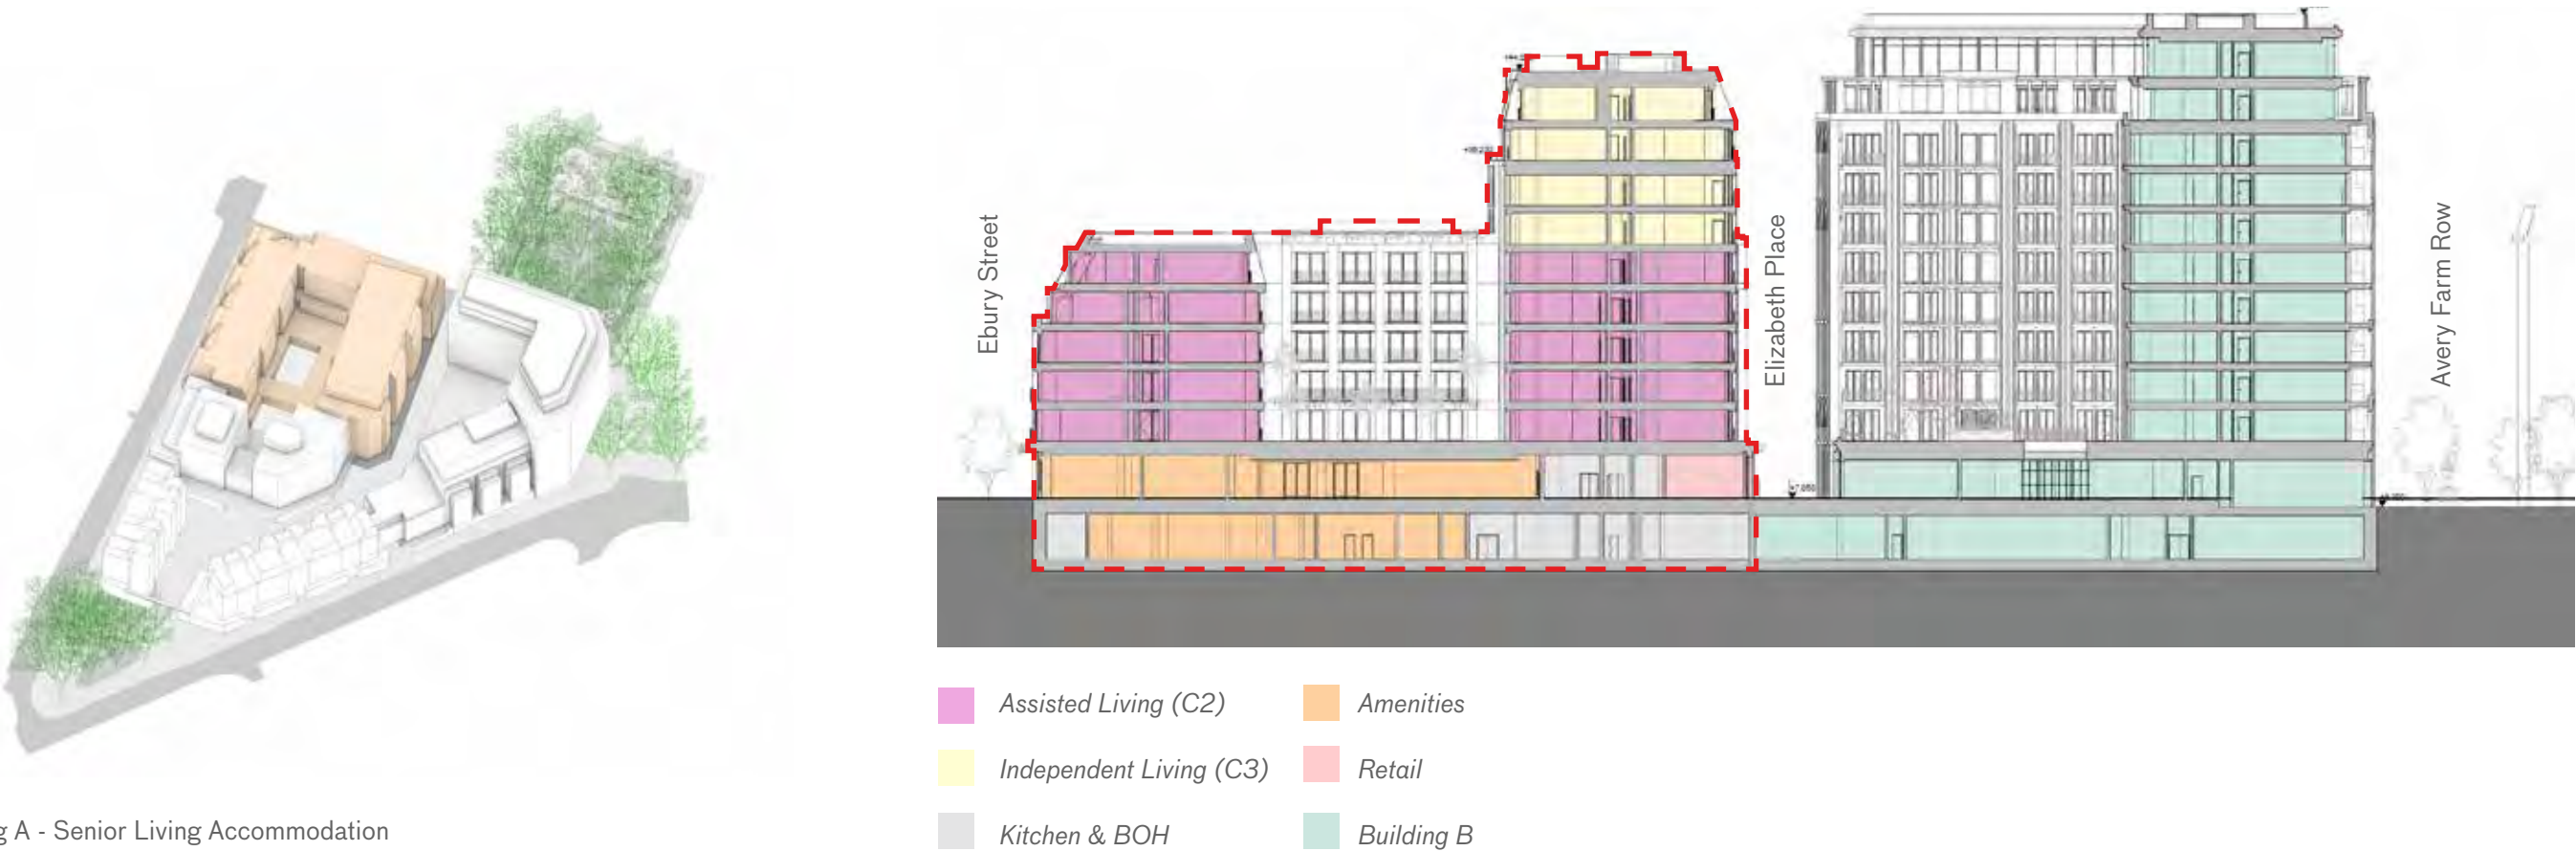 Ebury Street
Elizabeth Place
Avery Farm Row
Assisted Living (C2)
Amenities
Independent Living (C3)
Retail
Kitchen & BOH
Building B
g A - Senior Living Accommodation